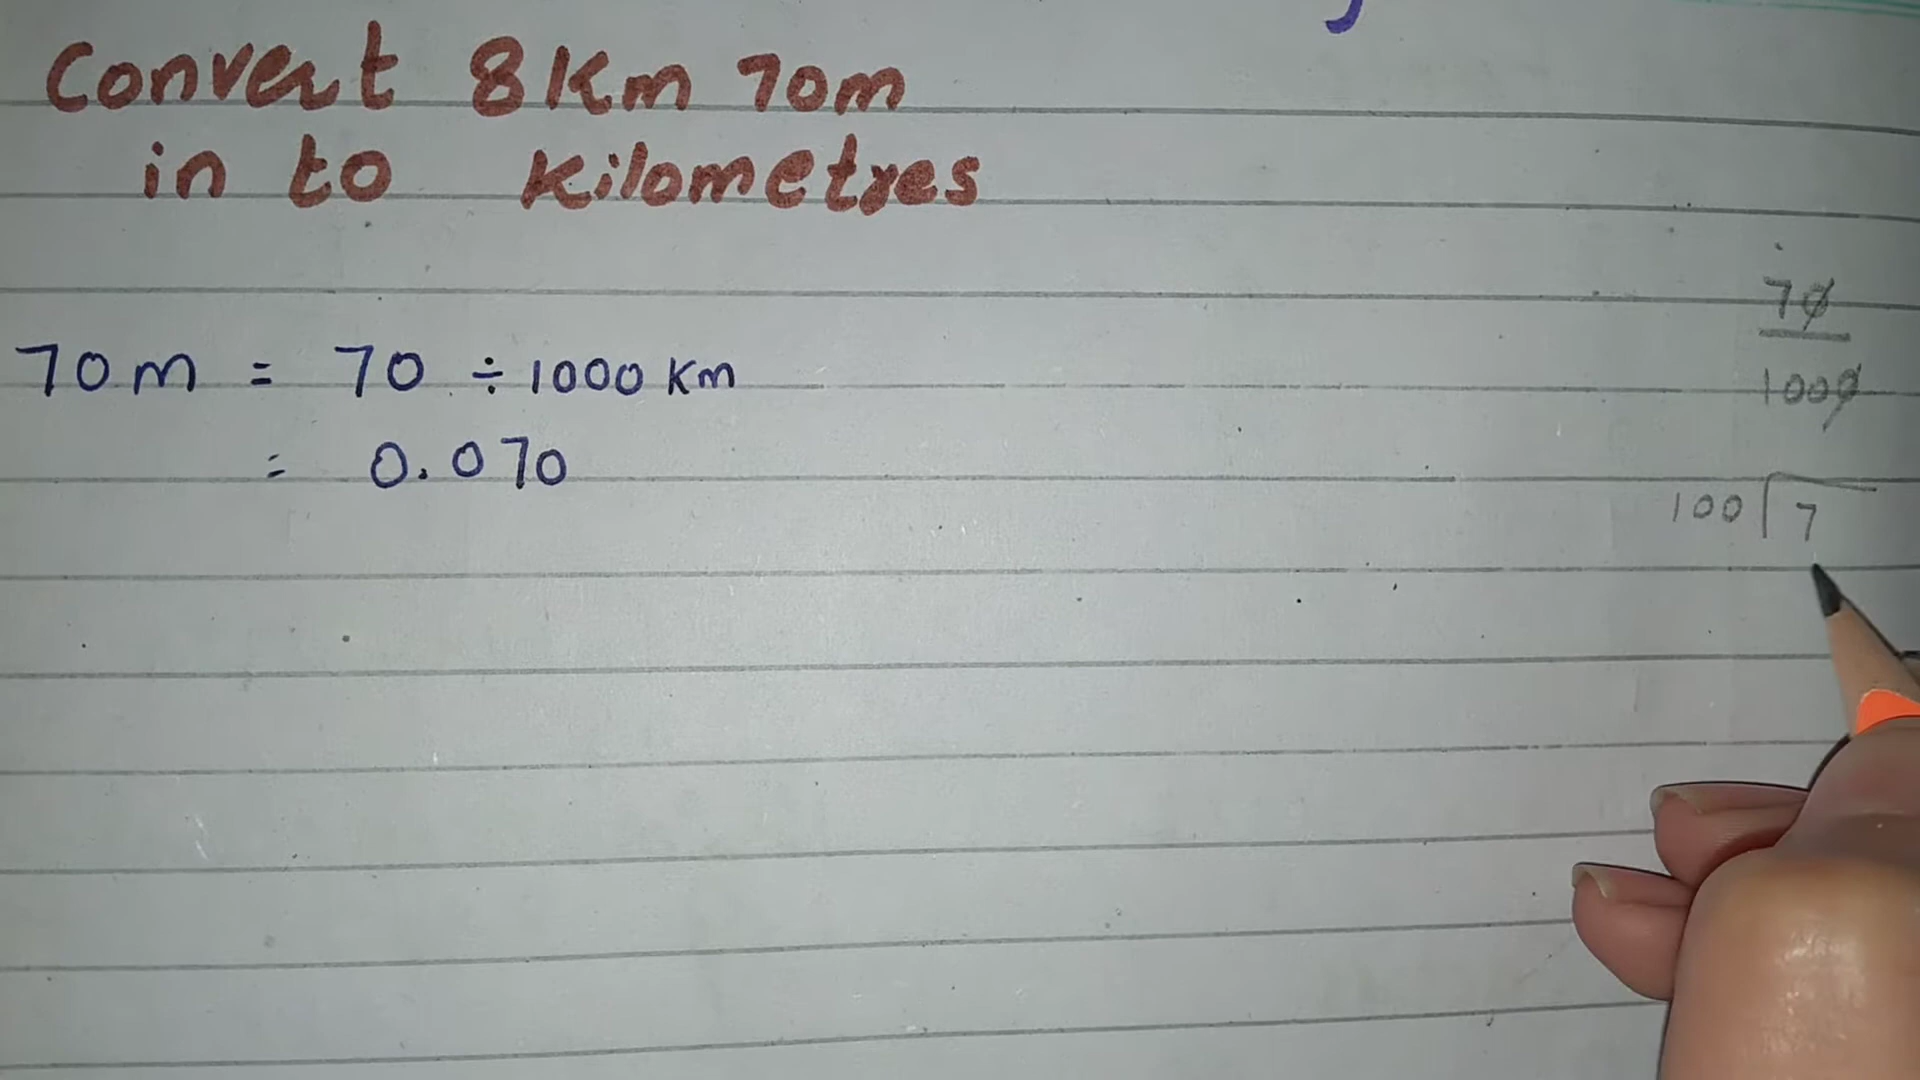 Convert 8Km 70m
in to Kilometres
70m = 70 ÷ 1000 Km
= 0.070
70
1000
100 7